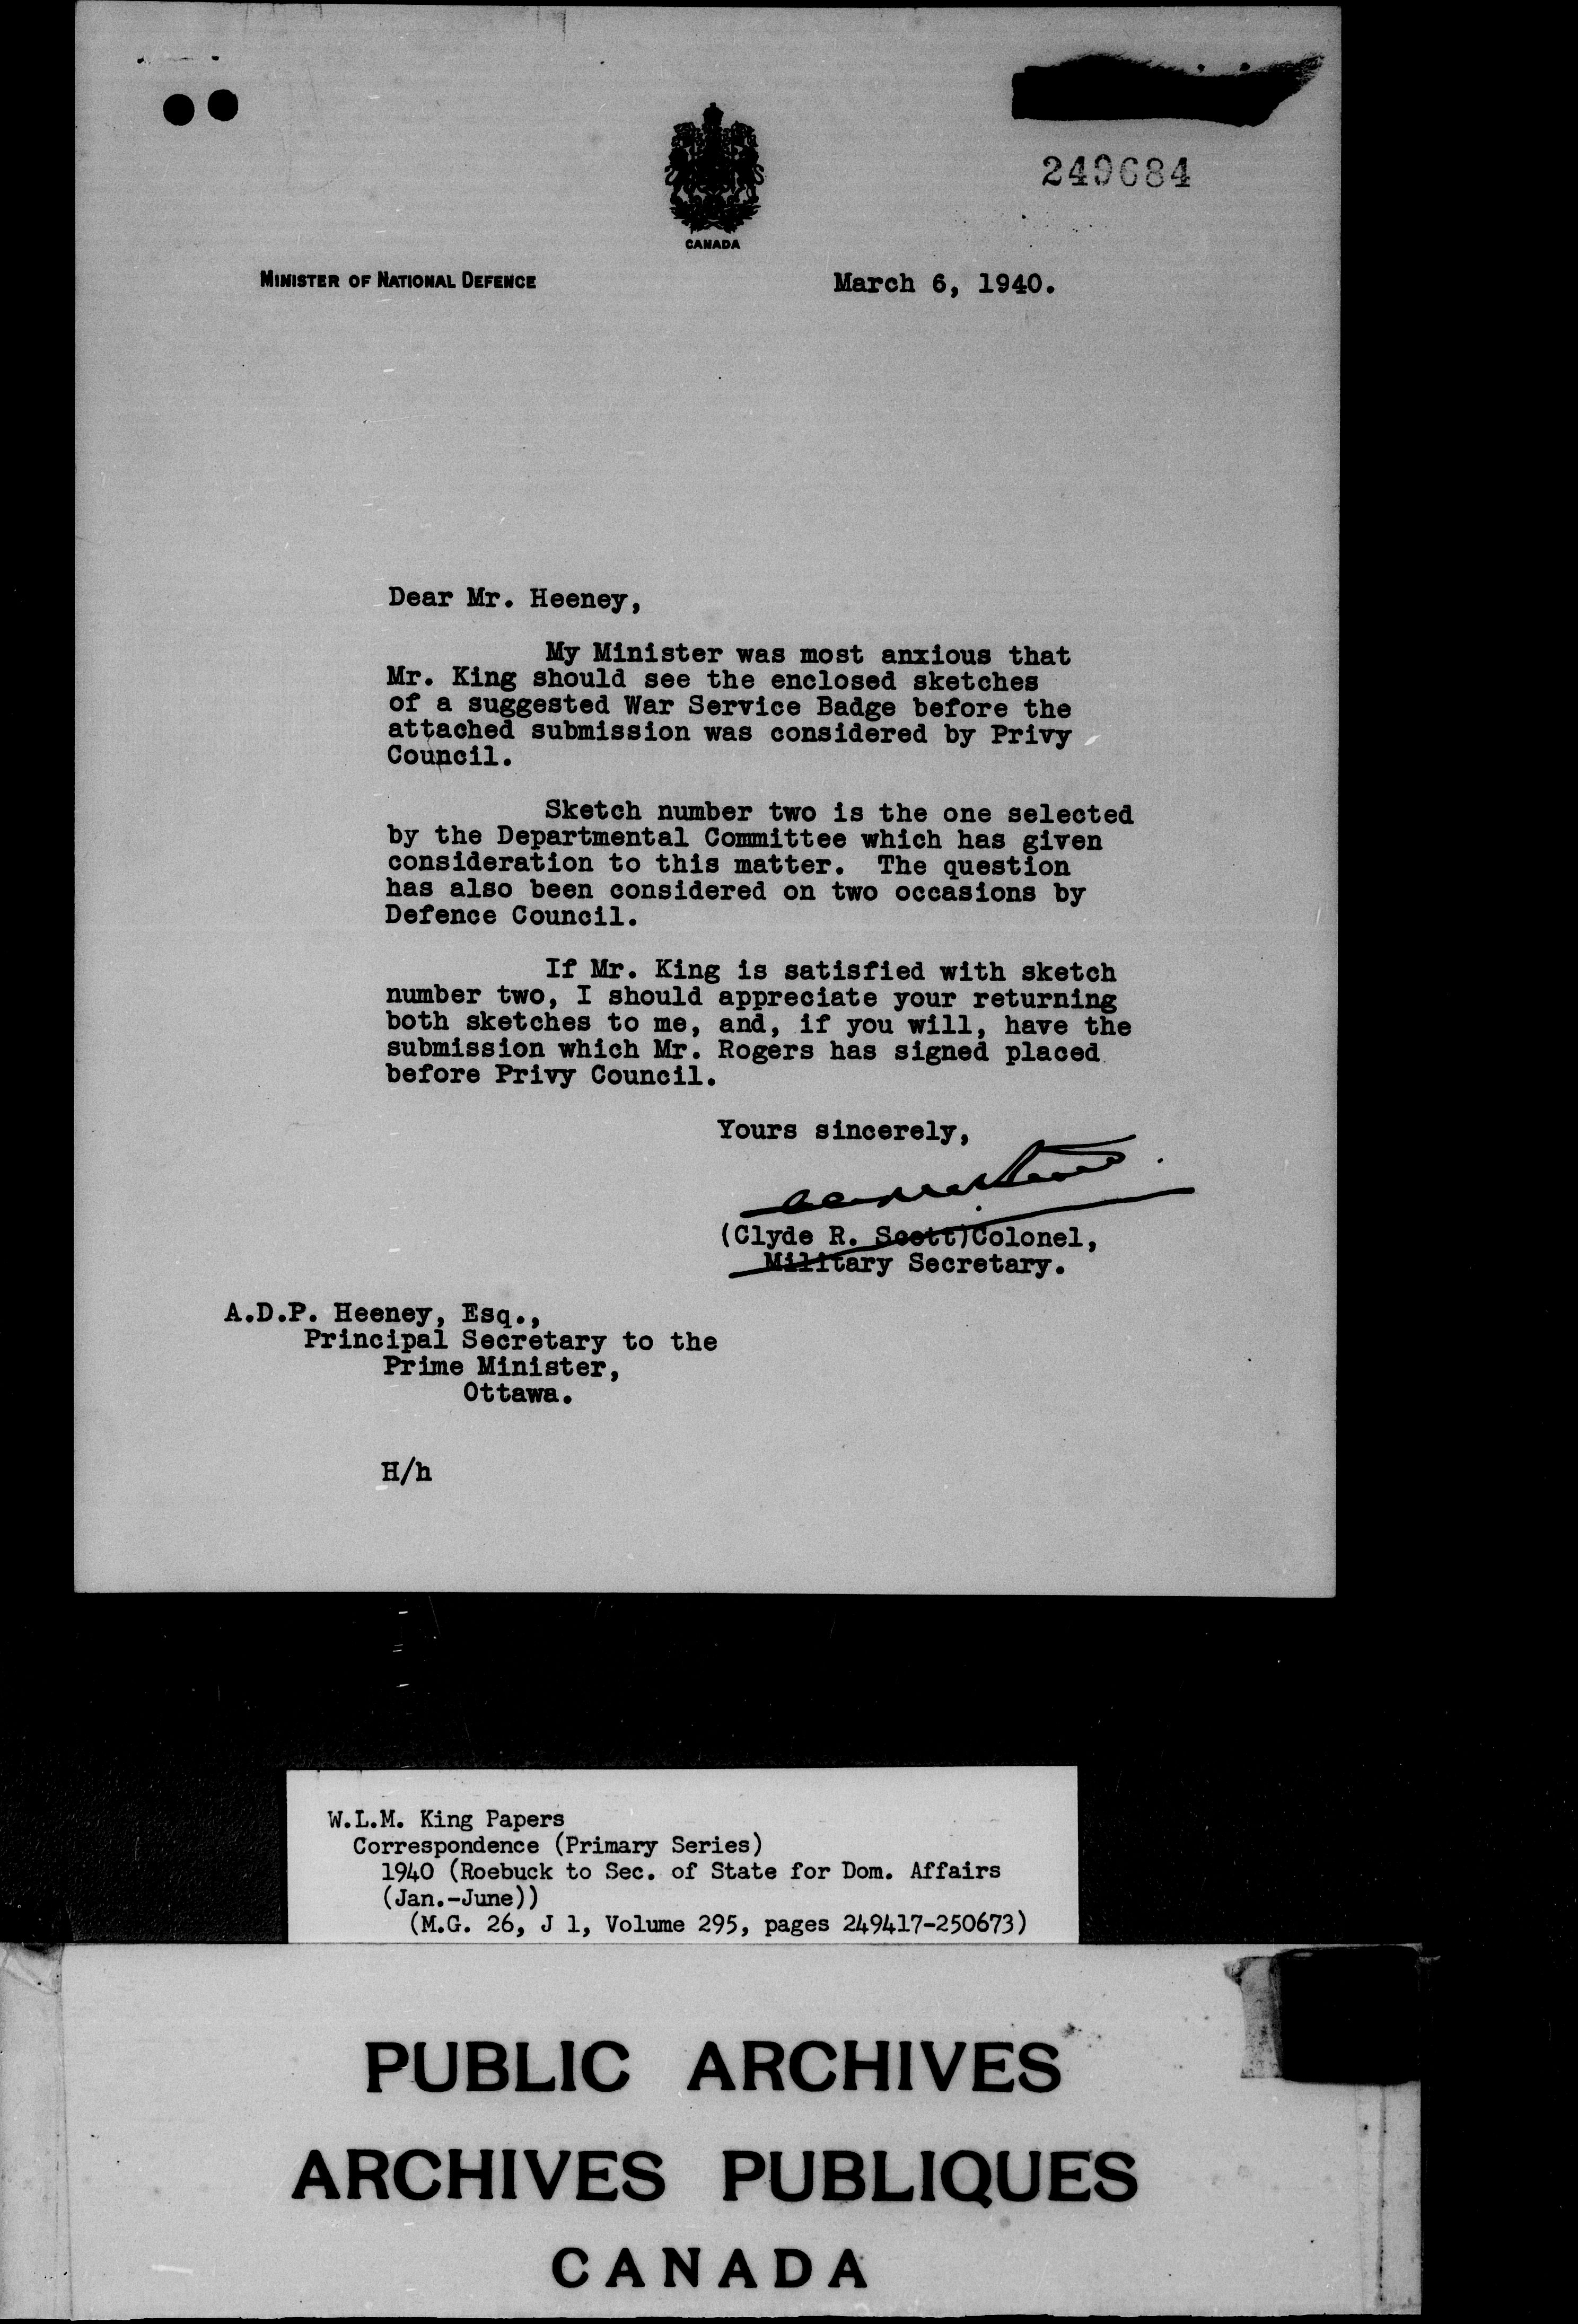 249684
CANADA
MINISTER OF NATIONAL DEFENCE
March 6, 1940.
Dear Mr. Heeney,
My Minister was most anxious that
Mr. King should see the enclosed sketches
of a suggested War Service Badge before the
attached submission was considered by Privy
Council.
Sketch number two is the one selected
by the Departmental Committee which has given
consideration to this matter. The question
has also been considered on two occasions by
Defence Council.
If Mr. King is satisfied with sketch
number two, I should appreciate your returning
both sketches to me, and, if you will, have the
submission which Mr. Rogers has signed placed
before Privy Council.
Yours sincerely,
(Clyde R. Scott)Colonel,
Military Secretary.
A.D.P. Heeney, Esq.,
Principal Secretary to the
Prime Minister,
Ottawa.
H/h
W.L.M. King Papers
Correspondence (Primary Series)
1940 (Roebuck to Sec. of State for Dom. Affairs
(Jan.-June))
(M.G. 26, J 1, Volume 295, pages 249417-250673)
PUBLIC ARCHIVES
ARCHIVES PUBLIQUES
CANADA